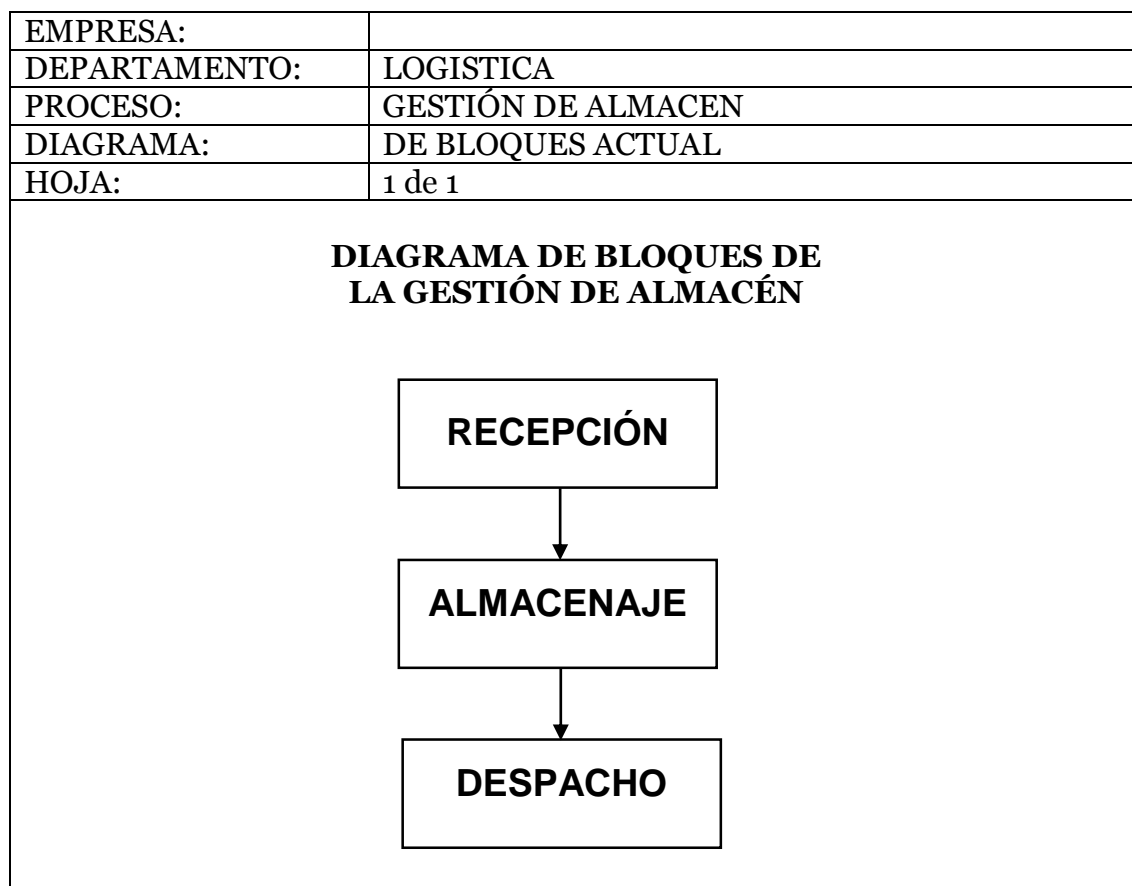 EMPRESA:
DEPARTAMENTO: LOGISTICA
PROCESO: GESTIÓN DE ALMACEN
DIAGRAMA: DE BLOQUES ACTUAL
HOJA: 1 de 1
DIAGRAMA DE BLOQUES DE
LA GESTIÓN DE ALMACÉN
RECEPCIÓN
ALMACENAJE
DESPACHO